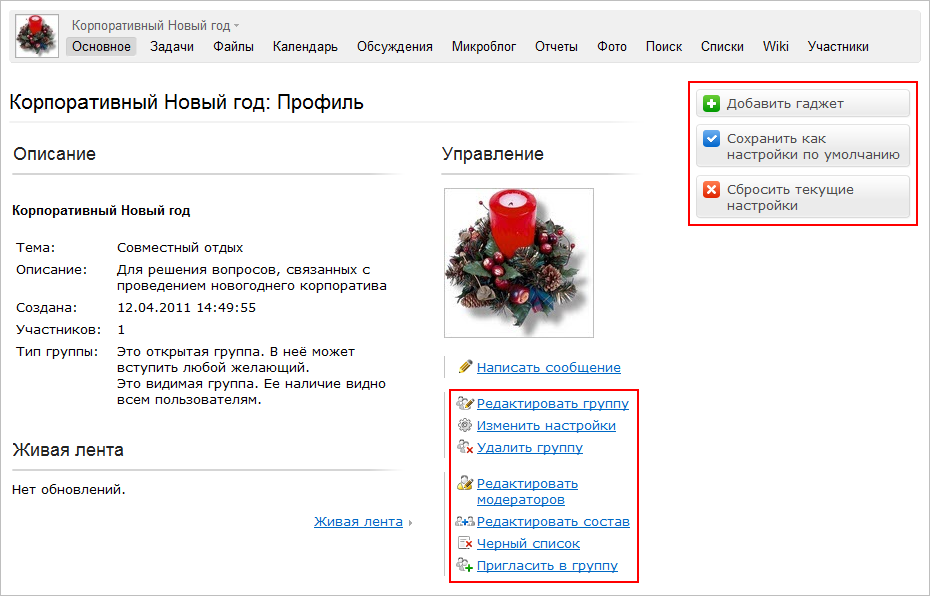 Корпоративный Новый год
Основное Задачи Файлы Календарь Обсуждения Микроблог Отчеты Фото Поиск Списки Wiki Участники
Корпоративный Новый год: Профиль
Добавить гаджет
Сохранить как
настройки по умолчанию
Сбросить текущие
настройки
Описание
Корпоративный Новый год
Тема: Совместный отдых
Описание: Для решения вопросов, связанных с
проведением новогоднего корпоратива
Создана: 12.04.2011 14:49:55
Участников: 1
Тип группы: Это открытая группа. В неё может
вступить любой желающий.
Это видимая группа. Ее наличие видно
всем пользователям.
Живая лента
Нет обновлений.
Живая лента
Управление
Написать сообщение
Редактировать группу
Изменить настройки
Удалить группу
Редактировать
модераторов
Редактировать состав
Черный список
Пригласить в группу